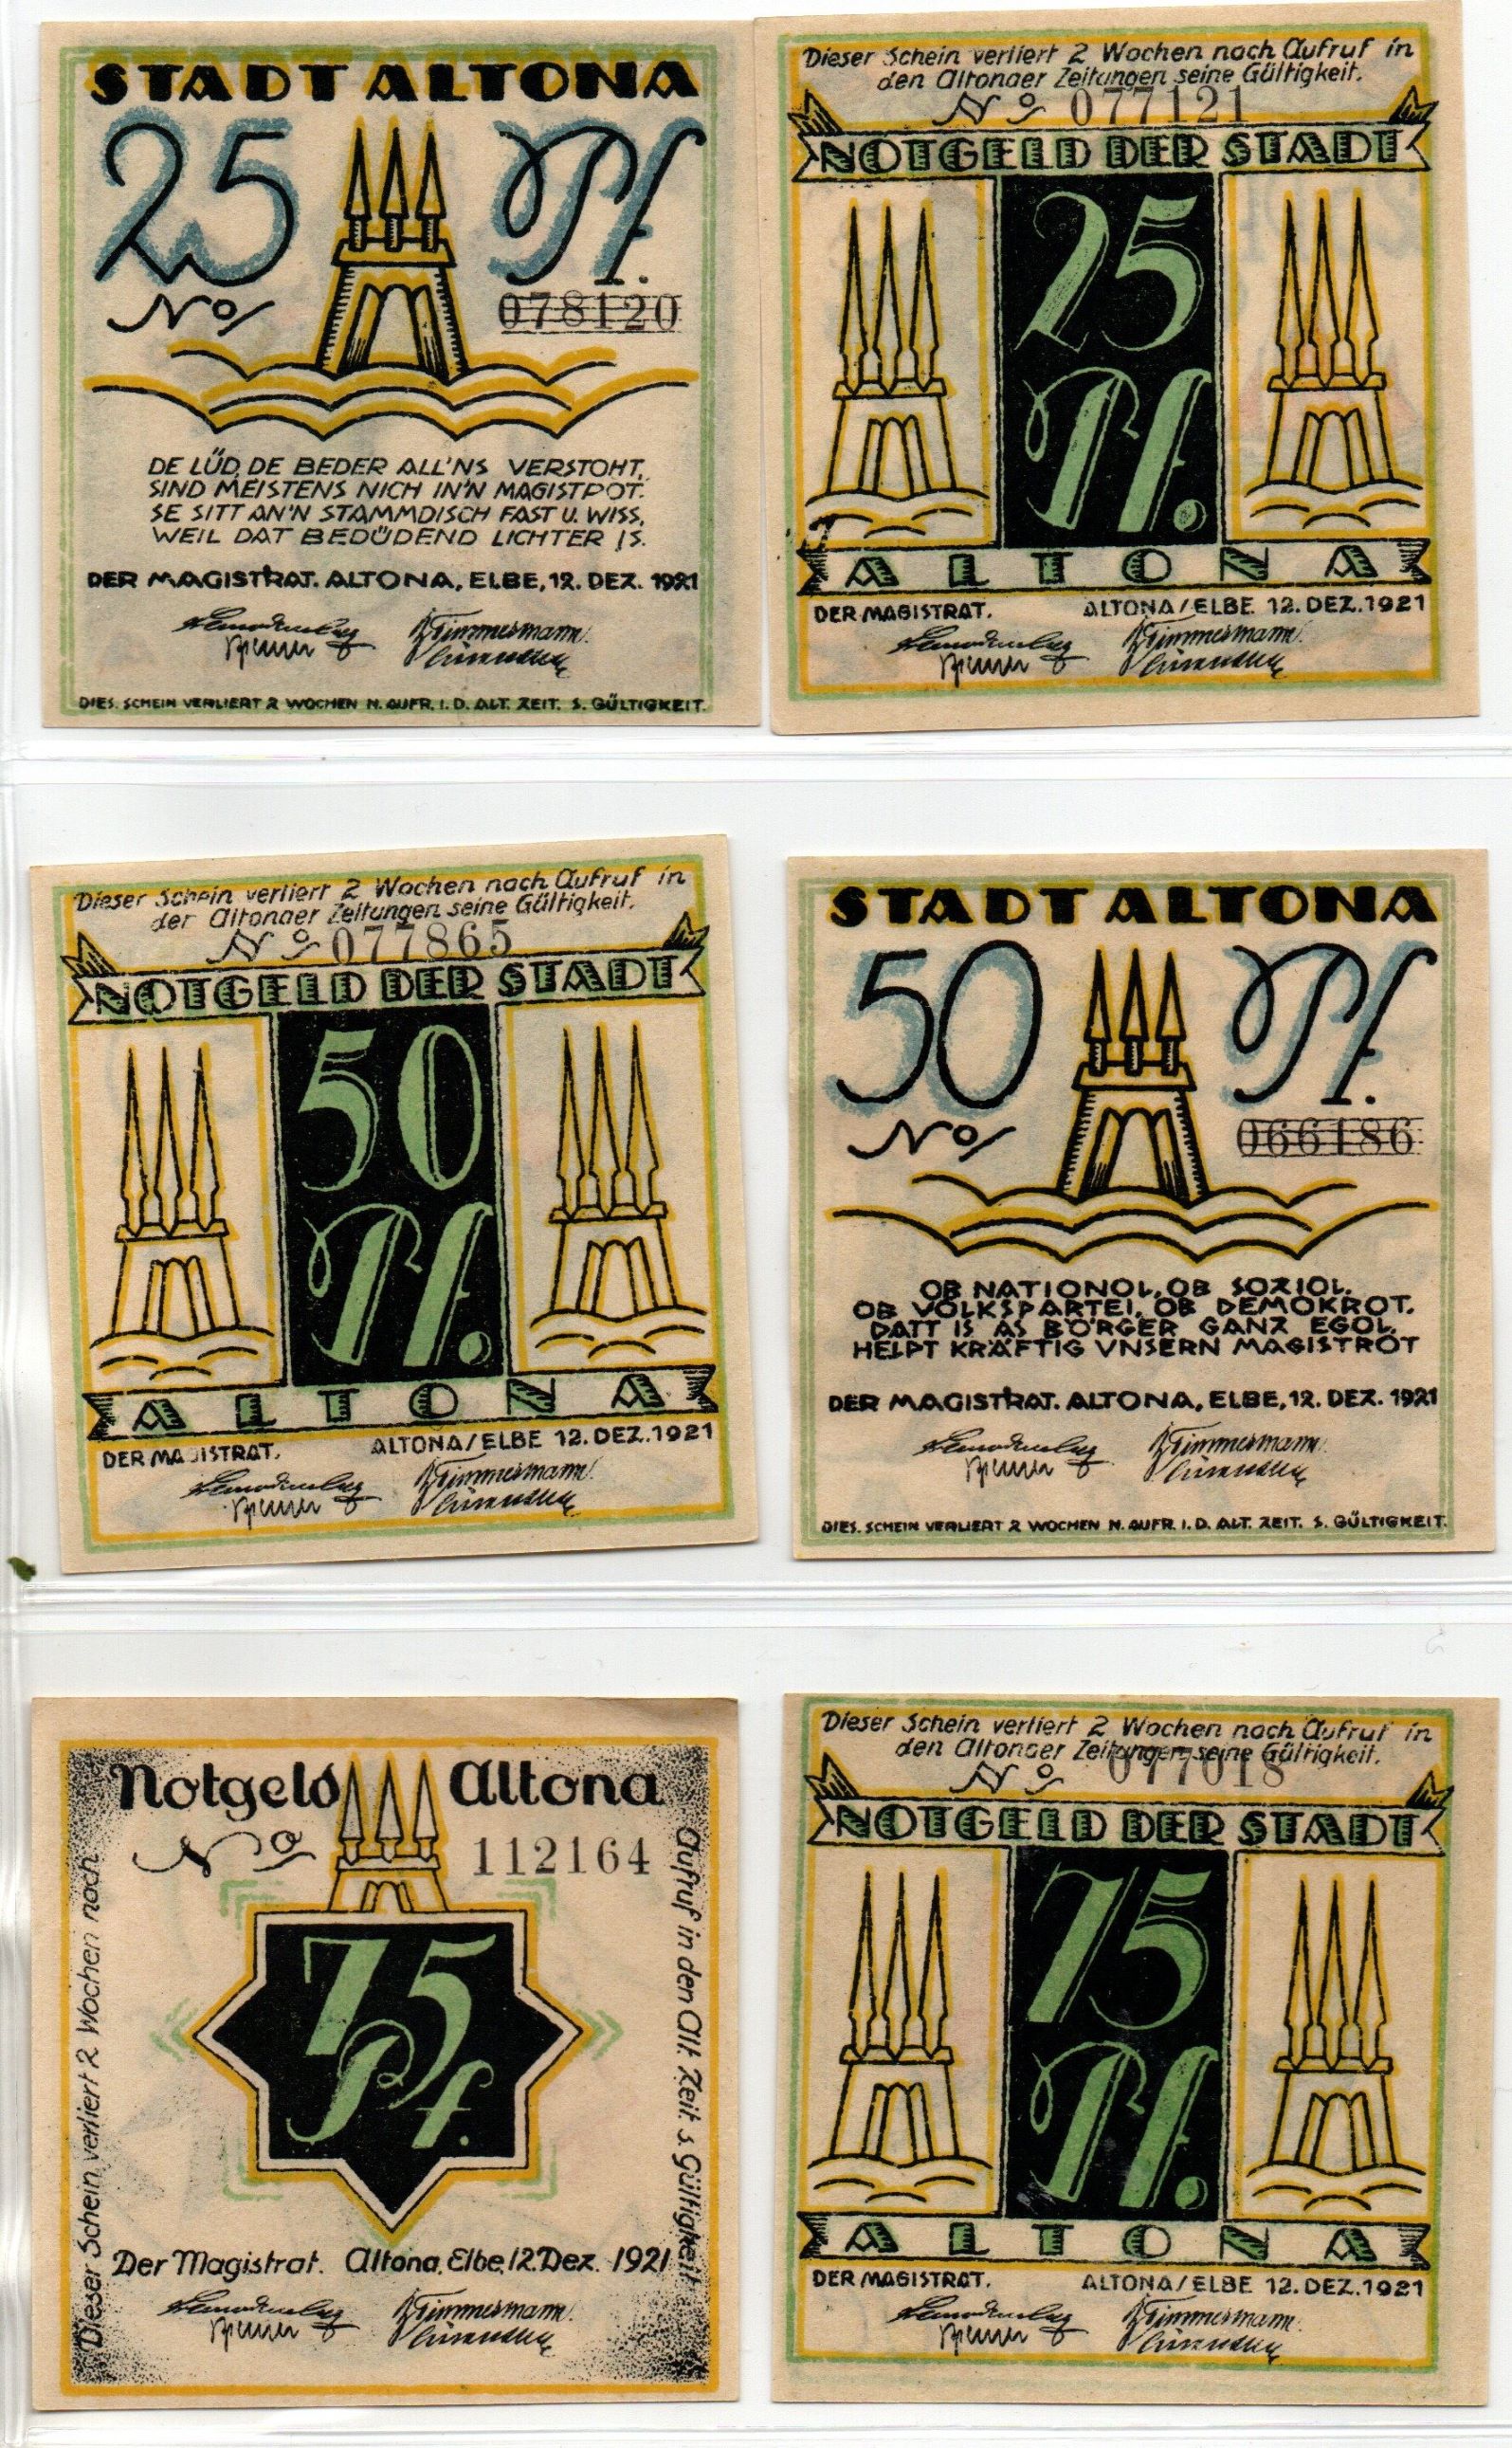 STADT ALTONA
25 Pf.
No 078120
DE LÜD, DE BEDER ALL'NS VERSTOHT,
SIND MEISTENS NICH IN'N MAGISTROT.
SE SITT AN'N STAMMDISCH FAST U. WISS,
WEIL DAT BEDÜDEND LICHTER IS.
DER MAGISTRAT. ALTONA, ELBE, 12. DEZ. 1921
DIES. SCHEIN VERLIERT 2 WOCHEN N. AUFR. I. D. ALT. ZEIT. S. GÜLTIGKEIT.
Dieser Schein verliert 2 Wochen nach Aufruf in
den Altonaer Zeitungen seine Gültigkeit.
No 077121
NOTGELD DER STADT
25
Pf.
ALTONA
DER MAGISTRAT. ALTONA/ELBE 12. DEZ. 1921
Dieser Schein verliert 2 Wochen nach Aufruf in
der Altonaer Zeitungen seine Gültigkeit.
No 077865
NOTGELD DER STADT
50
Pf.
ALTONA
DER MAGISTRAT. ALTONA/ELBE 12. DEZ. 1921
STADT ALTONA
50 Pf.
No 066186
OB NATIONOL, OB SOZIOL,
OB VOLKSPARTEI, OB DEMOKROT,
DATT IS AS BÖRGER GANZ EGOL,
HELPT KRÄFTIG UNSERN MAGISTROT
DER MAGISTRAT. ALTONA, ELBE, 12. DEZ. 1921
DIES. SCHEIN VERLIERT 2 WOCHEN N. AUFR. I. D. ALT. ZEIT. S. GÜLTIGKEIT.
Notgeld Altona
No 112164
75
Pf.
Dieser Schein verliert 2 Wochen nach
Aufruf in den Alt. Zeit. s. Gültigkeit
Der Magistrat. Altona, Elbe, 12. Dez. 1921
Dieser Schein verliert 2 Wochen nach Aufruf in
den Altonaer Zeitungen seine Gültigkeit.
No 077018
NOTGELD DER STADT
75
Pf.
ALTONA
DER MAGISTRAT. ALTONA/ELBE 12. DEZ. 1921